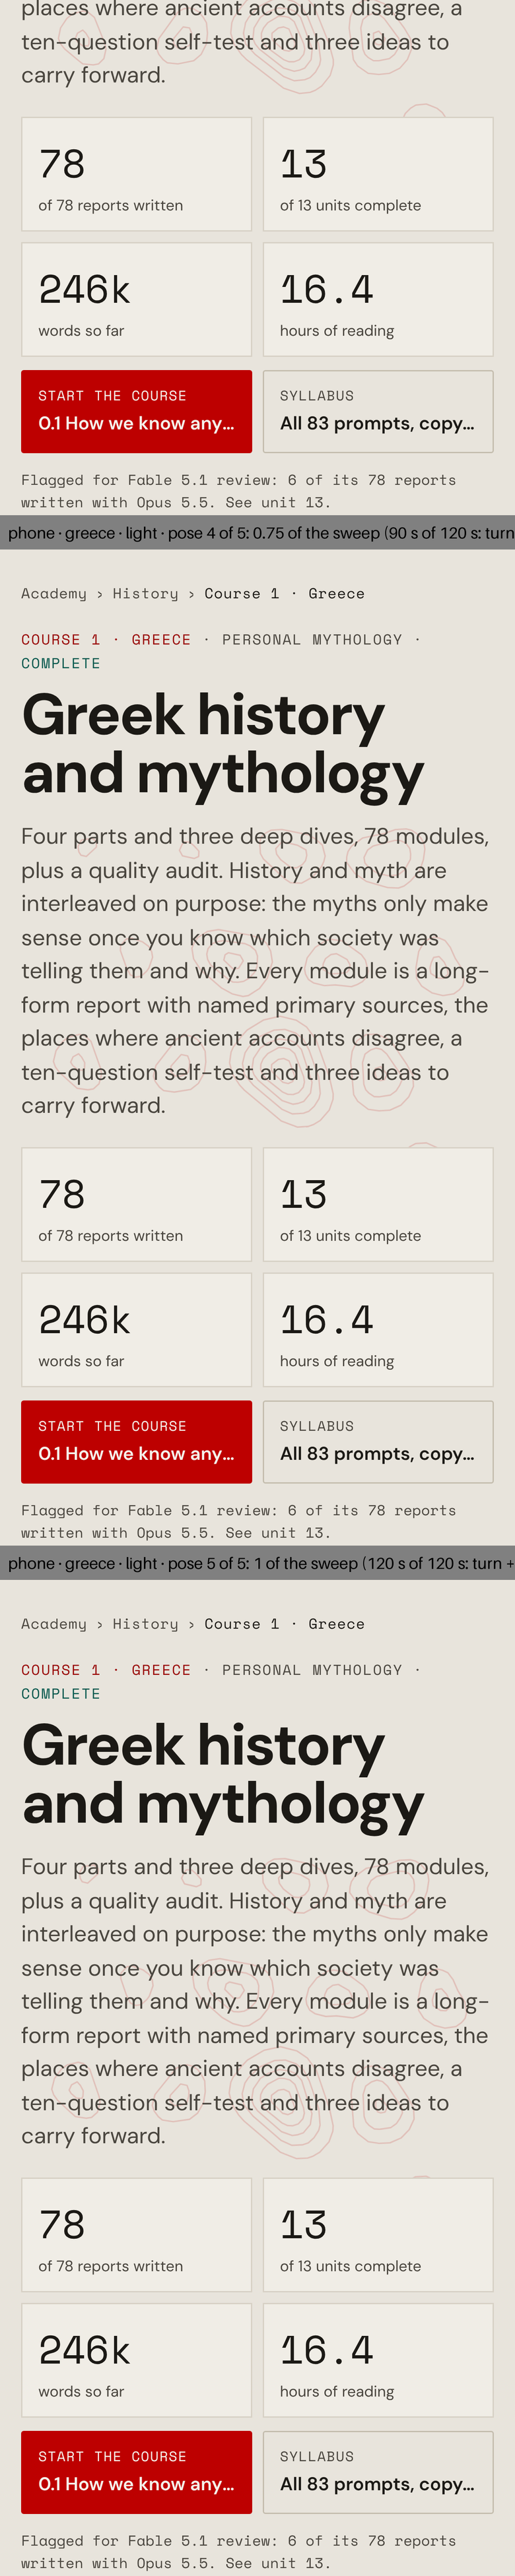 places where ancient accounts disagree, a
ten-question self-test and three ideas to
carry forward.
78
of 78 reports written
13
of 13 units complete
246k
words so far
16.4
hours of reading
START THE COURSE
0.1 How we know any…
SYLLABUS
All 83 prompts, copy…
Flagged for Fable 5.1 review: 6 of its 78 reports
written with Opus 5.5. See unit 13.
phone · greece · light · pose 4 of 5: 0.75 of the sweep (90 s of 120 s: turn
Academy › History › Course 1 · Greece
COURSE 1 · GREECE · PERSONAL MYTHOLOGY ·
COMPLETE
Greek history
and mythology
Four parts and three deep dives, 78 modules,
plus a quality audit. History and myth are
interleaved on purpose: the myths only make
sense once you know which society was
telling them and why. Every module is a long-
form report with named primary sources, the
places where ancient accounts disagree, a
ten-question self-test and three ideas to
carry forward.
78
of 78 reports written
13
of 13 units complete
246k
words so far
16.4
hours of reading
START THE COURSE
0.1 How we know any…
SYLLABUS
All 83 prompts, copy…
Flagged for Fable 5.1 review: 6 of its 78 reports
written with Opus 5.5. See unit 13.
phone · greece · light · pose 5 of 5: 1 of the sweep (120 s of 120 s: turn +
Academy › History › Course 1 · Greece
COURSE 1 · GREECE · PERSONAL MYTHOLOGY ·
COMPLETE
Greek history
and mythology
Four parts and three deep dives, 78 modules,
plus a quality audit. History and myth are
interleaved on purpose: the myths only make
sense once you know which society was
telling them and why. Every module is a long-
form report with named primary sources, the
places where ancient accounts disagree, a
ten-question self-test and three ideas to
carry forward.
78
of 78 reports written
13
of 13 units complete
246k
words so far
16.4
hours of reading
START THE COURSE
0.1 How we know any…
SYLLABUS
All 83 prompts, copy…
Flagged for Fable 5.1 review: 6 of its 78 reports
written with Opus 5.5. See unit 13.